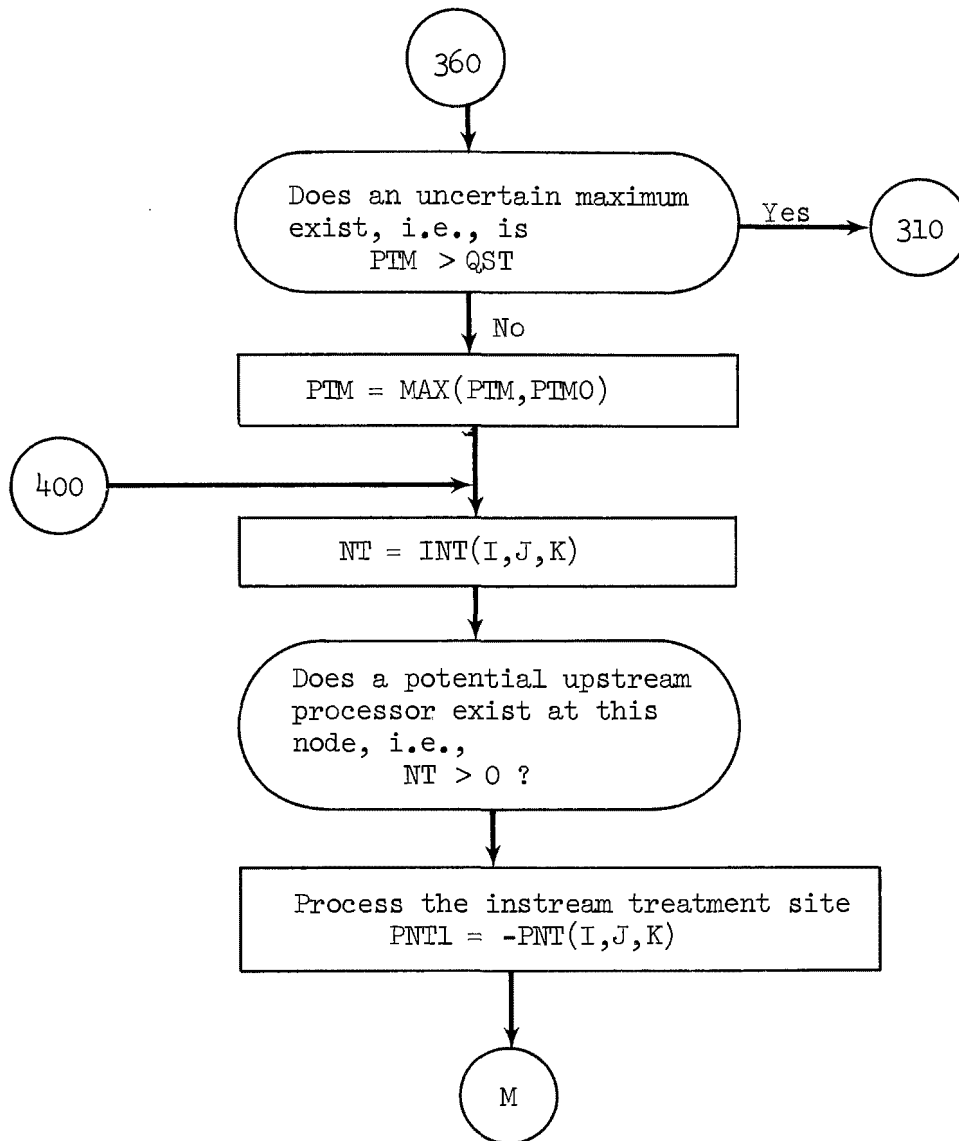 360
Does an uncertain maximum
exist, i.e., is
PTM > QST
Yes
310
No
PTM = MAX(PTM,PTMO)
400
NT = INT(I,J,K)
Does a potential upstream
processor exist at this
node, i.e.,
NT > 0 ?
Process the instream treatment site
PNT1 = -PNT(I,J,K)
M